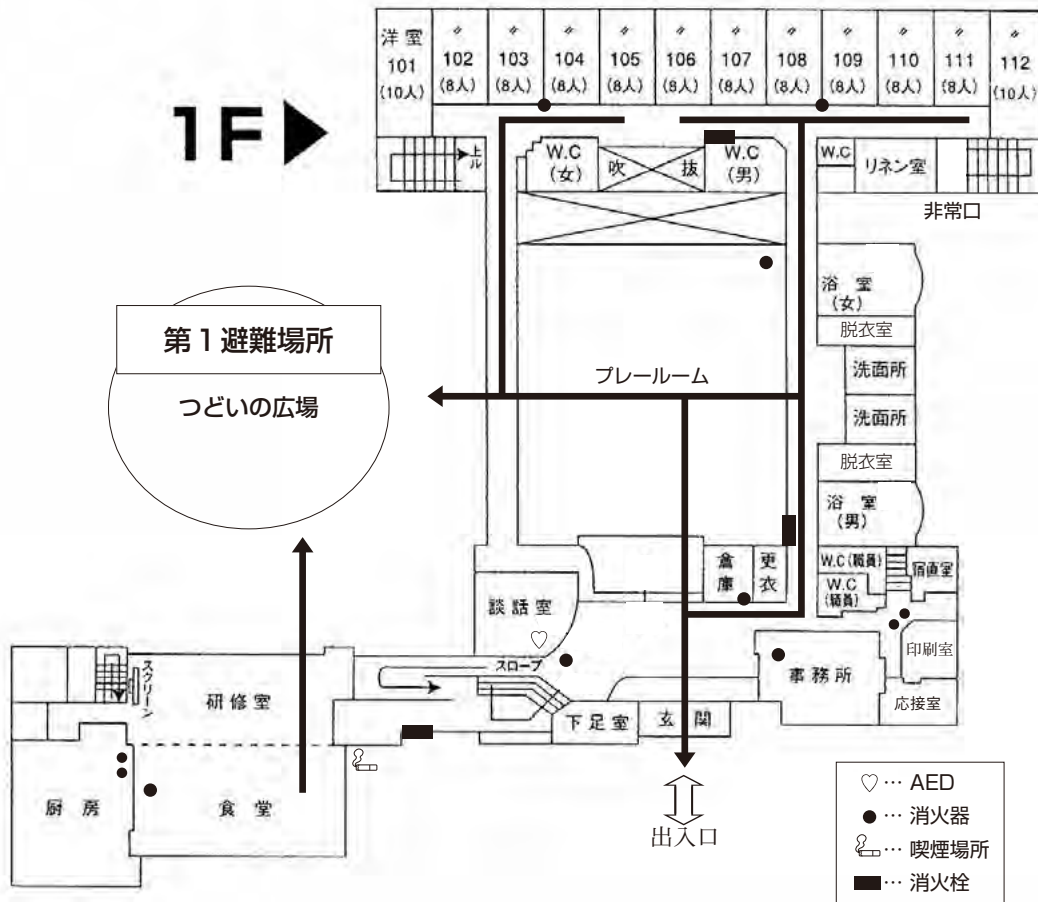 1F
洋室
101
(10人)
〃
102
(8人)
〃
103
(8人)
〃
104
(8人)
〃
105
(8人)
〃
106
(8人)
〃
107
(8人)
〃
108
(8人)
〃
109
(8人)
〃
110
(8人)
〃
111
(8人)
〃
112
(10人)
上ル
W.C
(女)
吹抜
W.C
(男)
W.C
リネン室
非常口
浴室
(女)
脱衣室
洗面所
洗面所
脱衣室
浴室
(男)
第1避難場所
つどいの広場
プレールーム
倉庫
更衣
W.C(職員)
W.C
(職員)
宿直室
印刷室
応接室
談話室
スロープ
事務所
下足室
玄関
スクリーン
研修室
厨房
食堂
出入口
♡… AED
●… 消火器
… 喫煙場所
■… 消火栓